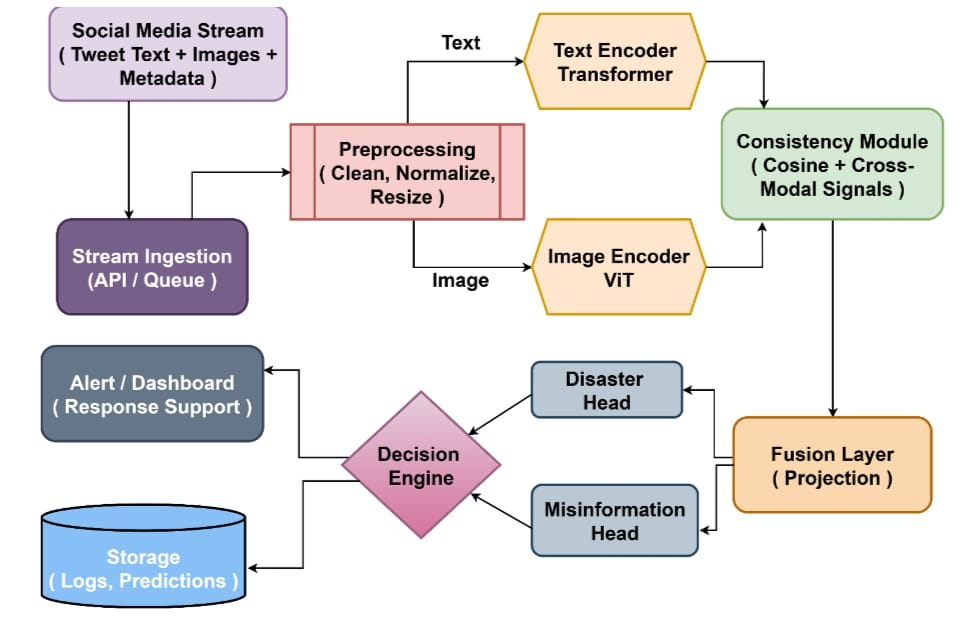 Social Media Stream
( Tweet Text + Images +
Metadata )
Text
Text Encoder
Transformer
Preprocessing
( Clean, Normalize,
Resize )
Consistency Module
( Cosine + Cross-
Modal Signals )
Stream Ingestion
(API / Queue )
Image
Image Encoder
ViT
Alert / Dashboard
( Response Support )
Decision
Engine
Disaster
Head
Fusion Layer
( Projection )
Misinformation
Head
Storage
( Logs, Predictions )